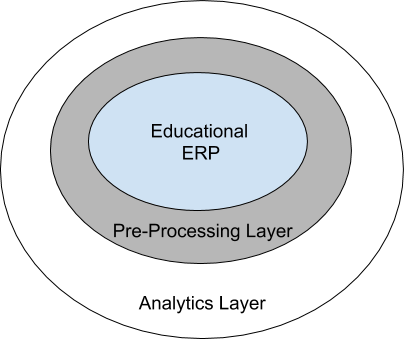 Educational
ERP
Pre-Processing Layer
Analytics Layer